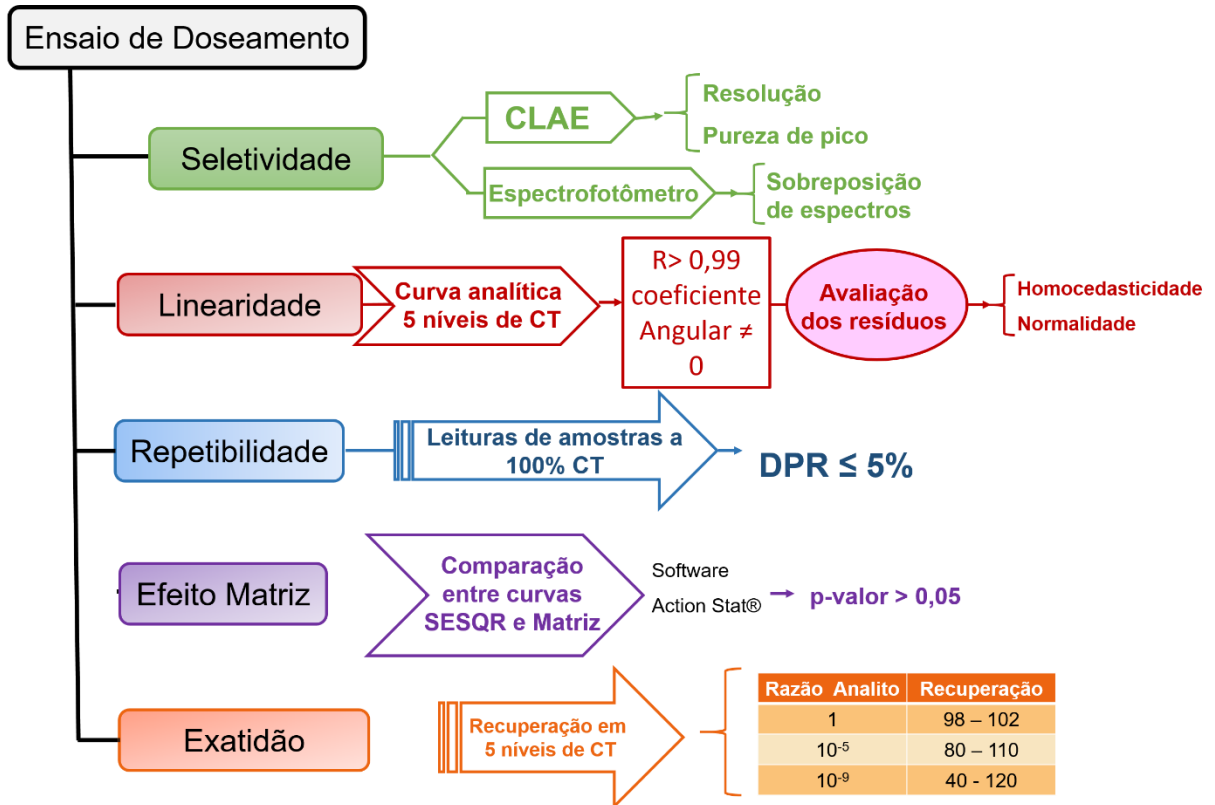 Ensaio de Doseamento
Seletividade
CLAE
Resolução
Pureza de pico
Espectrofotômetro
Sobreposição
de espectros
Linearidade
Curva analítica
5 níveis de CT
R> 0,99
coeficiente
Angular ≠
0
Avaliação
dos resíduos
Homocedasticidade
Normalidade
Repetibilidade
Leituras de amostras a
100% CT
DPR ≤ 5%
Efeito Matriz
Comparação
entre curvas
SESQR e Matriz
Software
Action Stat®
p-valor > 0,05
Exatidão
Recuperação em
5 níveis de CT
Razão Analito Recuperação
1 98 – 102
10⁻⁵ 80 – 110
10⁻⁹ 40 - 120